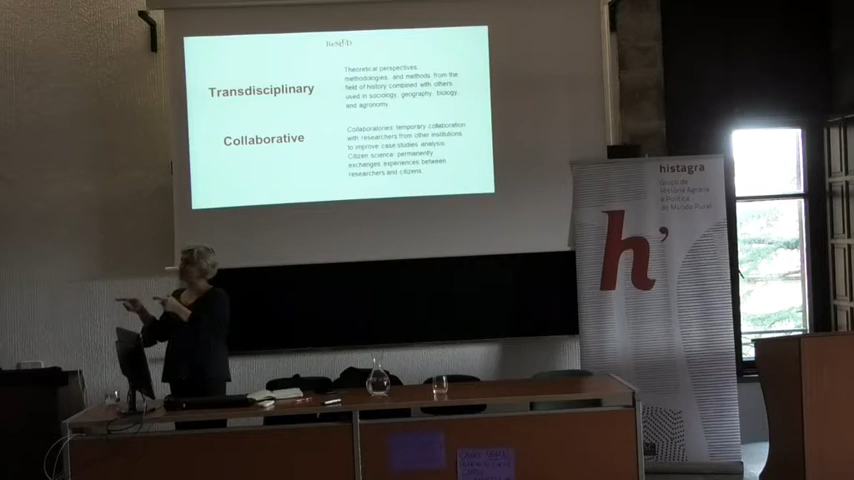 Transdisciplinary
Theoretical perspectives,
methodologies, and methods from the
field of history combined with others
used in sociology, geography, biology,
and agronomy.
Collaborative
Collaboratories: temporary collaboration
with researchers from other institutions
to improve case studies analysis.
Citizen science: permanently
exchanges experiences between
researchers and citizens.
histagra
Grupo de
Historia Agraria
e Política
do Mundo Rural
h'